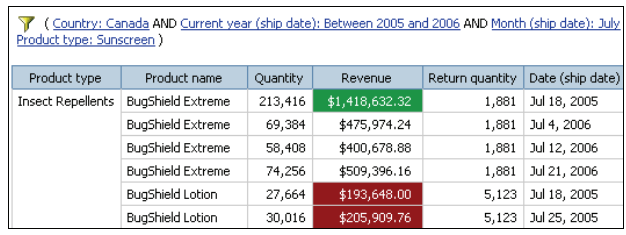 ( Country: Canada AND Current year (ship date): Between 2005 and 2006 AND Month (ship date): July
Product type: Sunscreen )
Product type Product name Quantity Revenue Return quantity Date (ship date)
Insect Repellents BugShield Extreme 213,416 $1,418,632.32 1,881 Jul 18, 2005
BugShield Extreme 69,384 $475,974.24 1,881 Jul 4, 2006
BugShield Extreme 58,408 $400,678.88 1,881 Jul 12, 2006
BugShield Extreme 74,256 $509,396.16 1,881 Jul 21, 2006
BugShield Lotion 27,664 $193,648.00 5,123 Jul 18, 2005
BugShield Lotion 30,016 $205,909.76 5,123 Jul 25, 2005